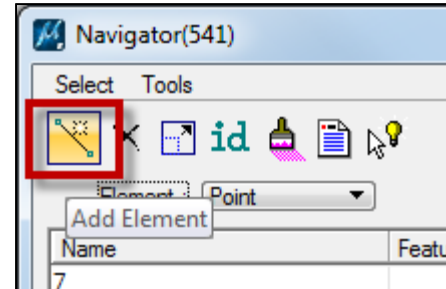 Navigator(541)
Select Tools
id
Element Point
Add Element
Name Featu
7